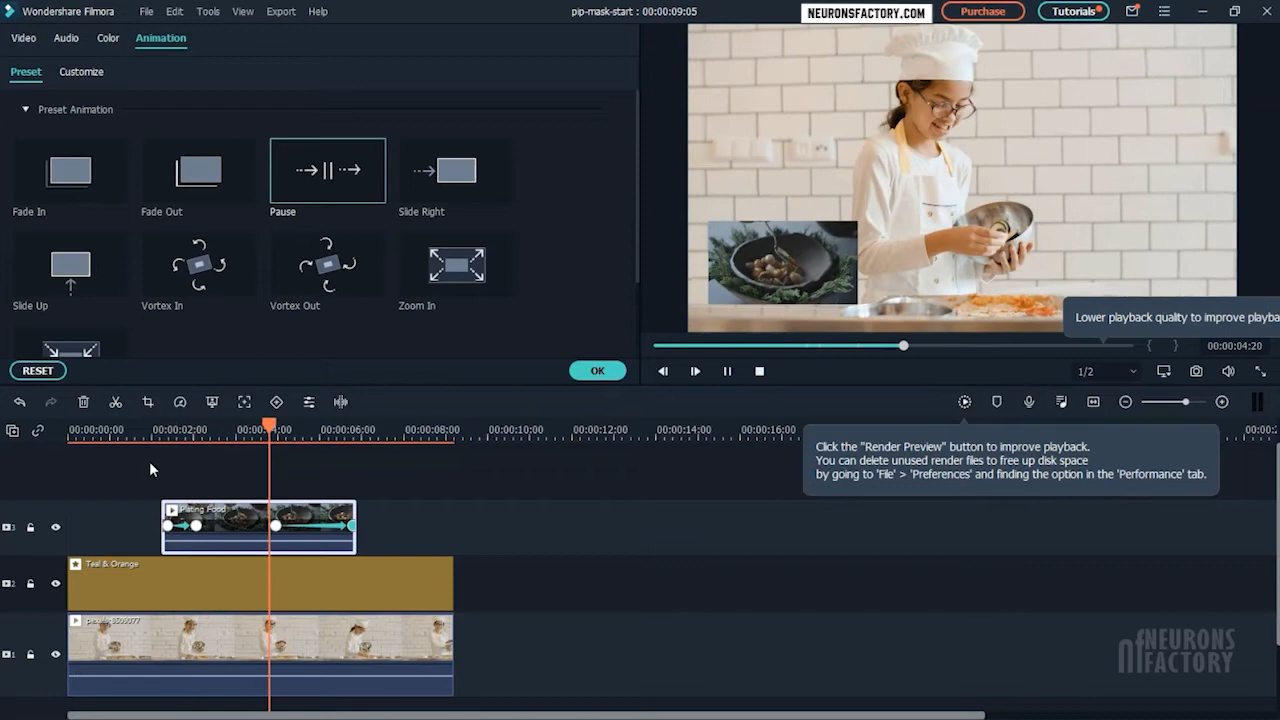 Wondershare Filmora File Edit Tools View Export Help pip-mask-start : 00:00:09:05 NEURONSFACTORY.COM Purchase Tutorials
Video Audio Color Animation
Preset Customize
Preset Animation
Fade In Fade Out Pause Slide Right
Slide Up Vortex In Vortex Out Zoom In
Lower playback quality to improve playba
00:00:04:20
RESET OK 1/2
00:00:00:00 00:00:02:00 00:00:06:00 00:00:08:00 00:00:10:00 00:00:12:00 00:00:14:00 00:00:16:00
Click the "Render Preview" button to improve playback.
You can delete unused render files to free up disk space
by going to 'File' > 'Preferences' and finding the option in the 'Performance' tab.
Plating Food
3
Teal & Orange
2
1
NEURONS
FACTORY